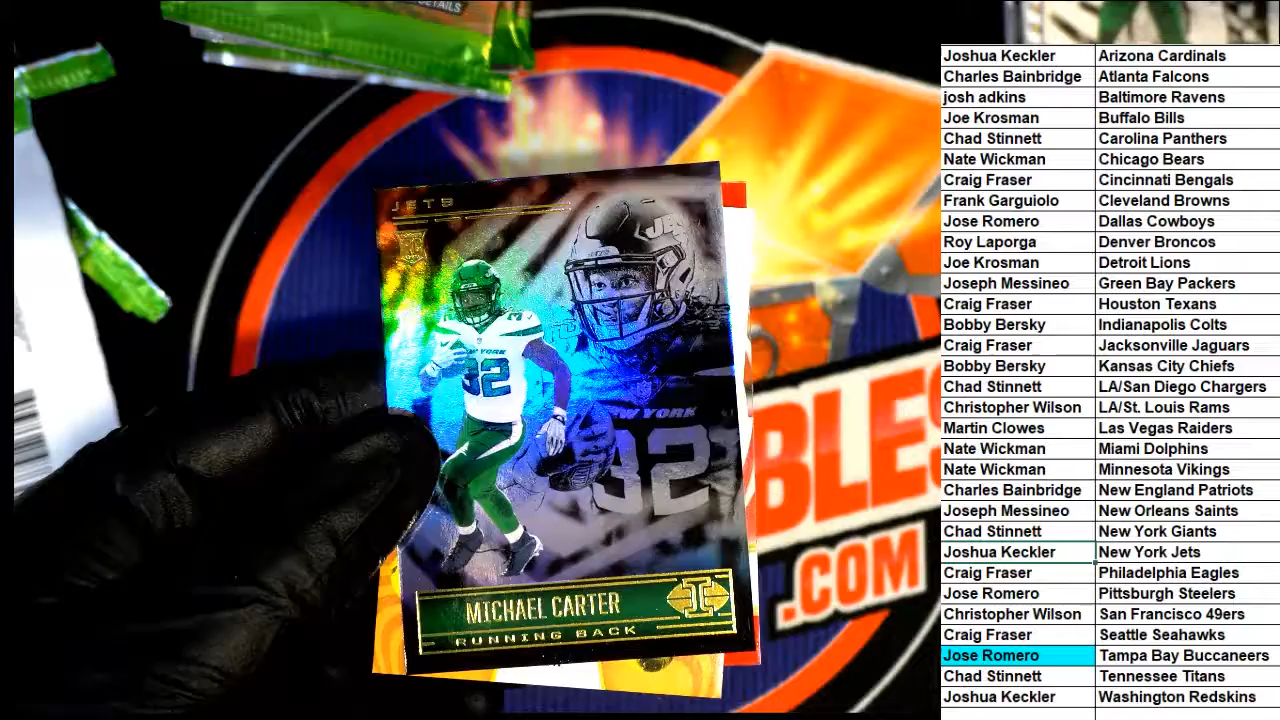 DETAILS
JETS
RC
JE
NEW YORK
32
NEW YORK
32
MICHAEL CARTER
RUNNING BACK
BLES
.COM
Joshua Keckler Arizona Cardinals
Charles Bainbridge Atlanta Falcons
josh adkins Baltimore Ravens
Joe Krosman Buffalo Bills
Chad Stinnett Carolina Panthers
Nate Wickman Chicago Bears
Craig Fraser Cincinnati Bengals
Frank Garguiolo Cleveland Browns
Jose Romero Dallas Cowboys
Roy Laporga Denver Broncos
Joe Krosman Detroit Lions
Joseph Messineo Green Bay Packers
Craig Fraser Houston Texans
Bobby Bersky Indianapolis Colts
Craig Fraser Jacksonville Jaguars
Bobby Bersky Kansas City Chiefs
Chad Stinnett LA/San Diego Chargers
Christopher Wilson LA/St. Louis Rams
Martin Clowes Las Vegas Raiders
Nate Wickman Miami Dolphins
Nate Wickman Minnesota Vikings
Charles Bainbridge New England Patriots
Joseph Messineo New Orleans Saints
Chad Stinnett New York Giants
Joshua Keckler New York Jets
Craig Fraser Philadelphia Eagles
Jose Romero Pittsburgh Steelers
Christopher Wilson San Francisco 49ers
Craig Fraser Seattle Seahawks
Jose Romero Tampa Bay Buccaneers
Chad Stinnett Tennessee Titans
Joshua Keckler Washington Redskins